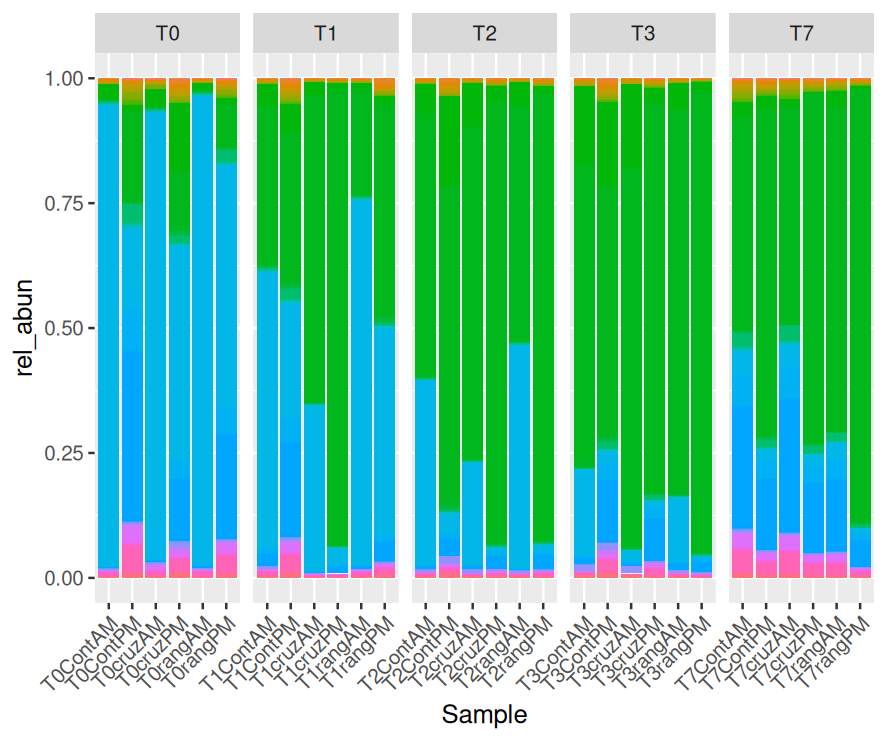 T0 T1 T2 T3 T7
rel_abun
1.00
0.75
0.50
0.25
0.00
T0ContAM T0ContPM T0cruzAM T0cruzPM T0rangAM T0rangPM T1ContAM T1ContPM T1cruzAM T1cruzPM T1rangAM T1rangPM T2ContAM T2ContPM T2cruzAM T2cruzPM T2rangAM T2rangPM T3ContAM T3ContPM T3cruzAM T3cruzPM T3rangAM T3rangPM T7ContAM T7ContPM T7cruzAM T7cruzPM T7rangAM T7rangPM
Sample